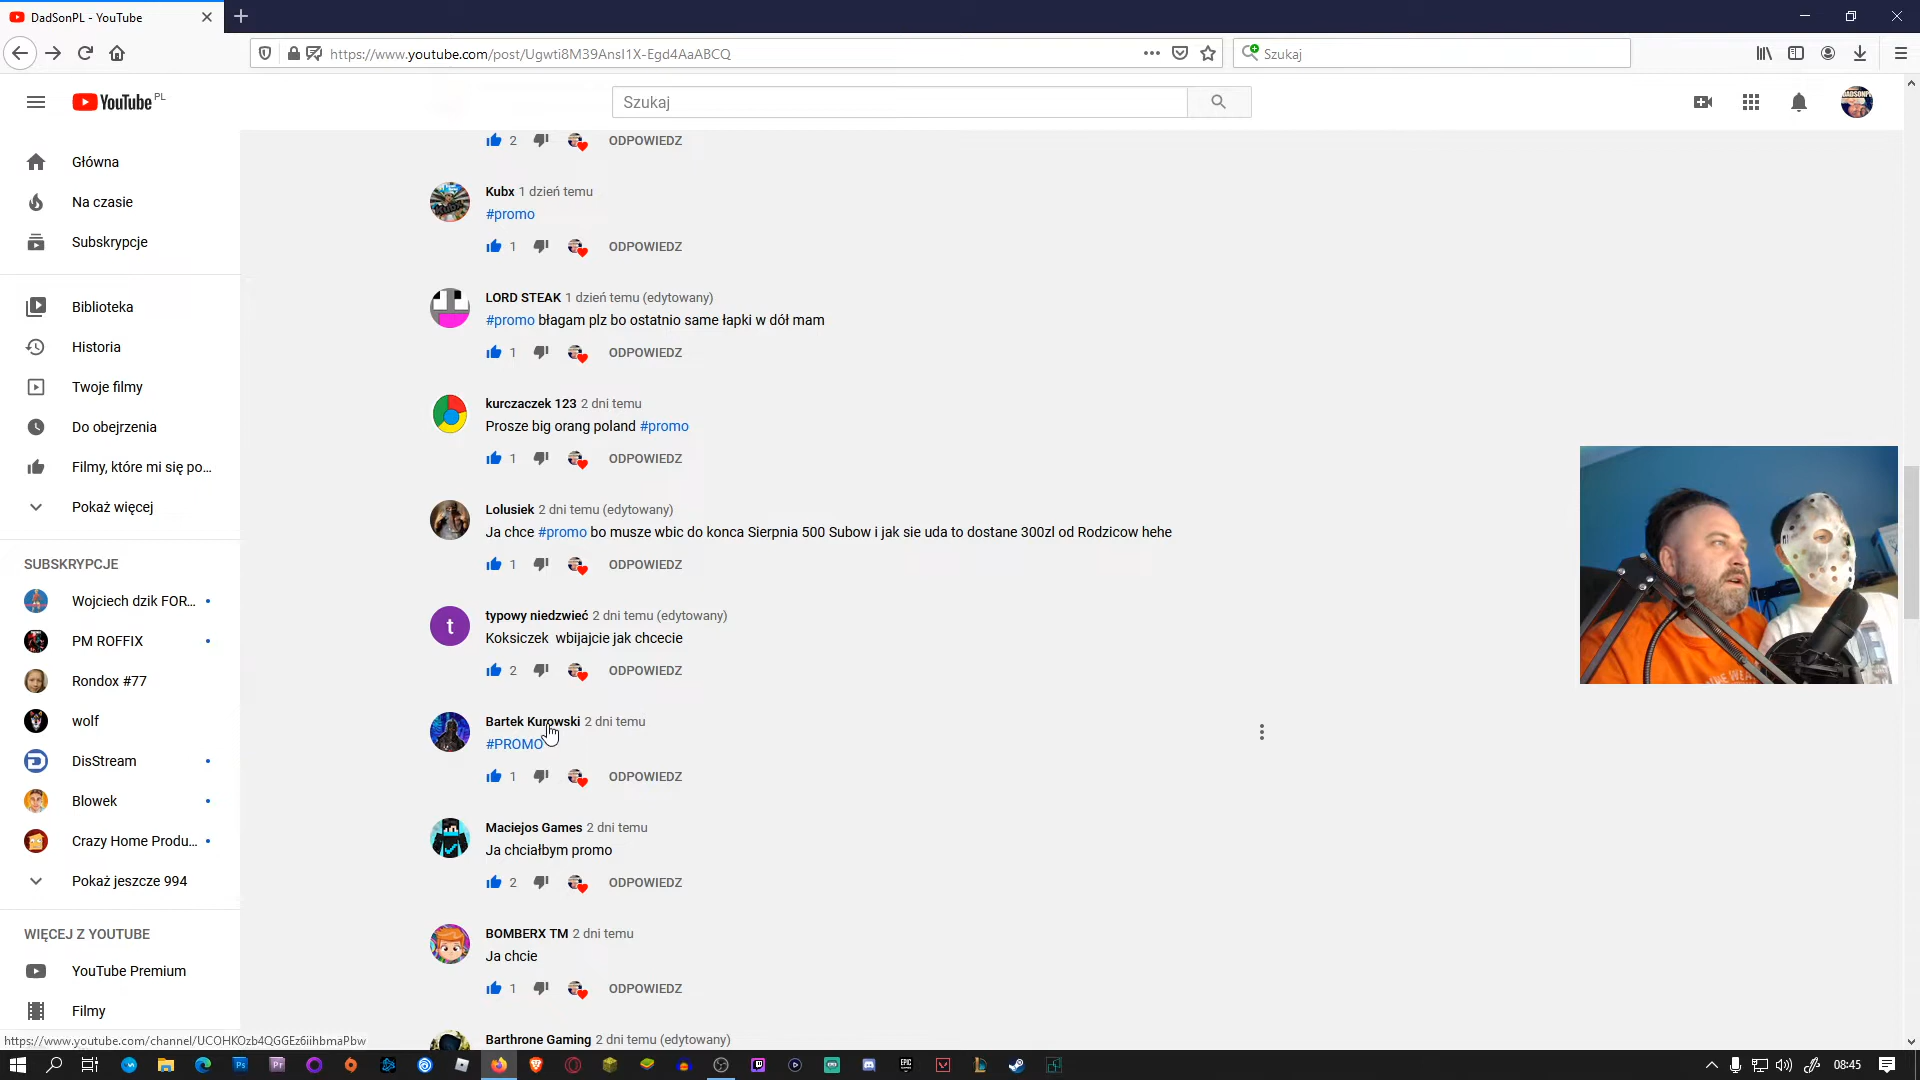 DadSonPL - YouTube
https://www.youtube.com/post/Ugwti8M39AnsI1X-Egd4AaABCQ
Szukaj
YouTube PL
Szukaj
Główna
Na czasie
Subskrypcje
Biblioteka
Historia
Twoje filmy
Do obejrzenia
Filmy, które mi się po...
Pokaż więcej
SUBSKRYPCJE
Wojciech dzik FOR...
PM ROFFIX
Rondox #77
wolf
DisStream
Blowek
Crazy Home Produ...
Pokaż jeszcze 994
WIĘCEJ Z YOUTUBE
YouTube Premium
Filmy
2 ODPOWIEDZ
Kubx 1 dzień temu
#promo
1 ODPOWIEDZ
LORD STEAK 1 dzień temu (edytowany)
#promo błagam plz bo ostatnio same łapki w dół mam
1 ODPOWIEDZ
kurczaczek 123 2 dni temu
Prosze big orang poland #promo
1 ODPOWIEDZ
Lolusiek 2 dni temu (edytowany)
Ja chce #promo bo musze wbic do konca Sierpnia 500 Subow i jak sie uda to dostane 300zl od Rodzicow hehe
1 ODPOWIEDZ
t
typowy niedzwieć 2 dni temu (edytowany)
Koksiczek wbijajcie jak chcecie
2 ODPOWIEDZ
Bartek Kurowski 2 dni temu
#PROMO
1 ODPOWIEDZ
Maciejos Games 2 dni temu
Ja chciałbym promo
2 ODPOWIEDZ
BOMBERX TM 2 dni temu
Ja chcie
1 ODPOWIEDZ
Barthrone Gaming 2 dni temu (edytowany)
https://www.youtube.com/channel/UCOHKOzb4QGGEz6iihbmaPbw
Ps
Pr
08:45